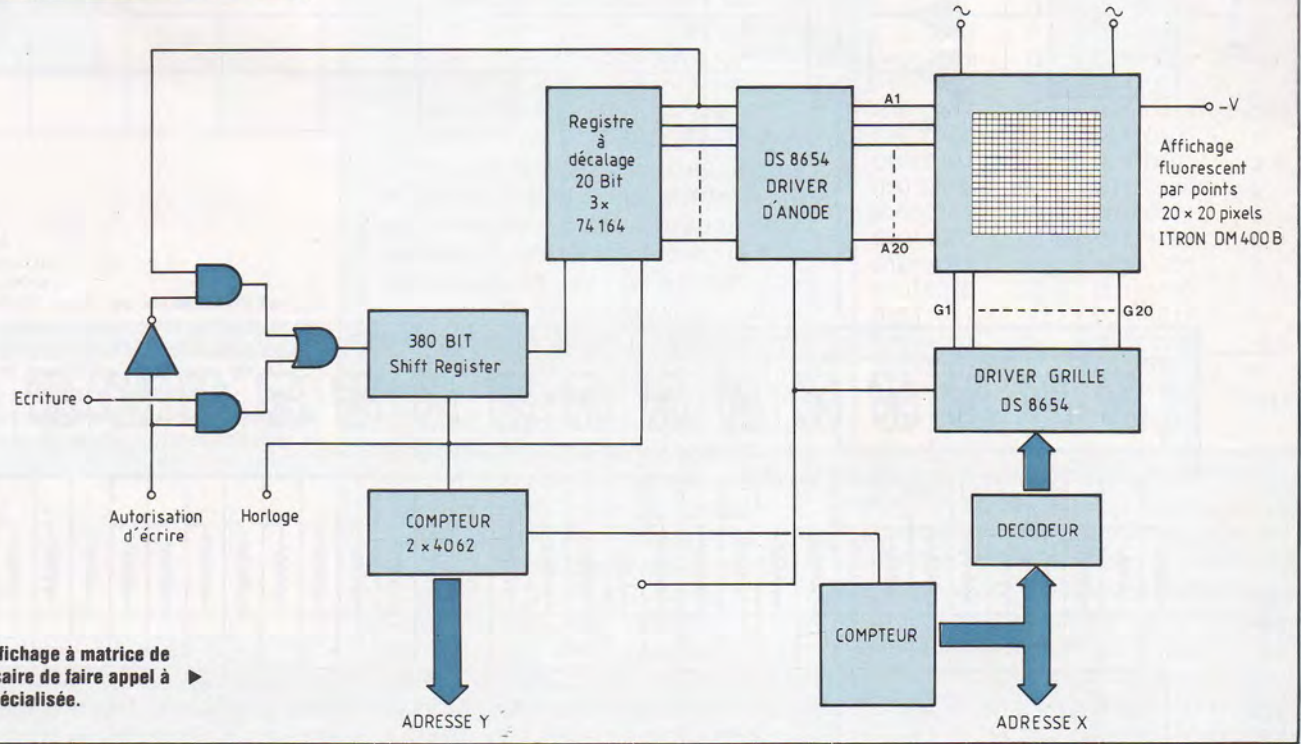 A1
-V
Registre
à
décalage
20 Bit
3x
74164
DS 8654
DRIVER
D'ANODE
Affichage
fluorescent
par points
20 x 20 pixels
ITRON DM400B
A20
G1
G20
380 BIT
Shift Register
DRIVER GRILLE
DS 8654
Ecriture
Autorisation
d'écrire
Horloge
COMPTEUR
2 x 4062
DECODEUR
COMPTEUR
fichage à matrice de
saire de faire appel à
écialisée.
ADRESSE Y
ADRESSE X